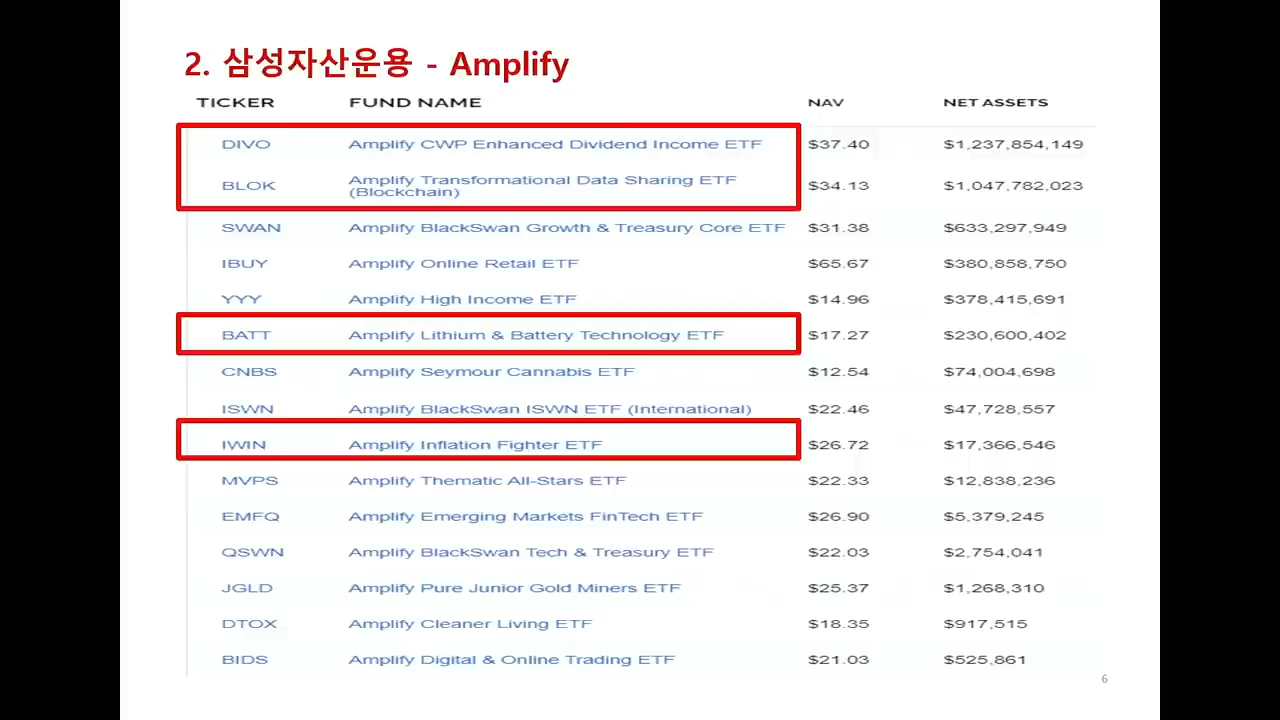 2. 삼성자산운용 - Amplify
TICKER FUND NAME NAV NET ASSETS
DIVO Amplify CWP Enhanced Dividend Income ETF $37.40 $1,237,854,149
BLOK Amplify Transformational Data Sharing ETF (Blockchain) $34.13 $1,047,782,023
SWAN Amplify BlackSwan Growth & Treasury Core ETF $31.38 $633,297,949
IBUY Amplify Online Retail ETF $65.67 $380,858,750
YYY Amplify High Income ETF $14.96 $378,415,691
BATT Amplify Lithium & Battery Technology ETF $17.27 $230,600,402
CNBS Amplify Seymour Cannabis ETF $12.54 $74,004,698
ISWN Amplify BlackSwan ISWN ETF (International) $22.46 $47,728,557
IWIN Amplify Inflation Fighter ETF $26.72 $17,366,546
MVPS Amplify Thematic All-Stars ETF $22.33 $12,838,236
EMFQ Amplify Emerging Markets FinTech ETF $26.90 $5,379,245
QSWN Amplify BlackSwan Tech & Treasury ETF $22.03 $2,754,041
JGLD Amplify Pure Junior Gold Miners ETF $25.37 $1,268,310
DTOX Amplify Cleaner Living ETF $18.35 $917,515
BIDS Amplify Digital & Online Trading ETF $21.03 $525,861
6